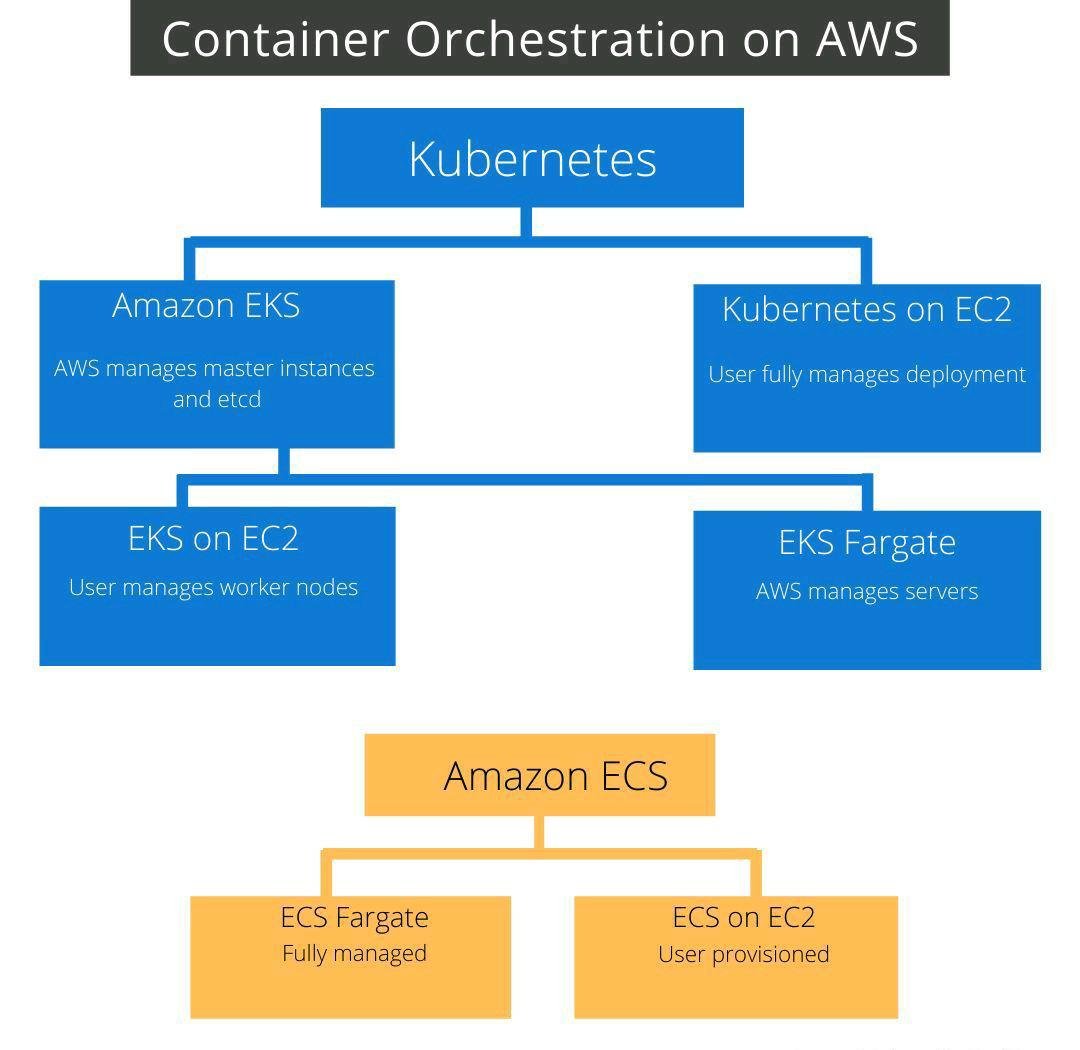 Container Orchestration on AWS
Kubernetes
Amazon EKS
AWS manages master instances
and etcd
Kubernetes on EC2
User fully manages deployment
EKS on EC2
User manages worker nodes
EKS Fargate
AWS manages servers
Amazon ECS
ECS Fargate
Fully managed
ECS on EC2
User provisioned